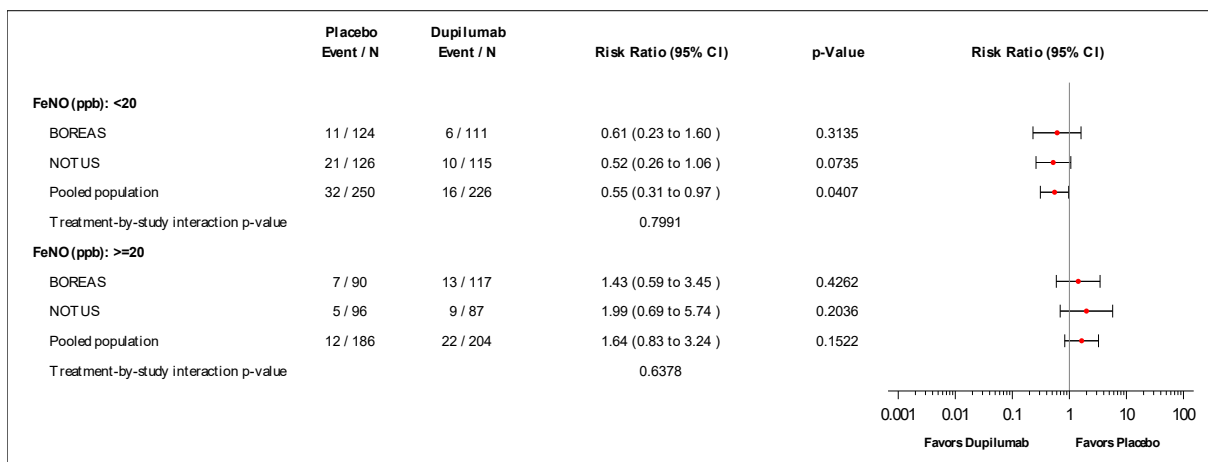 Placebo Dupilumab
Event / N Event / N Risk Ratio (95% CI) p-Value Risk Ratio (95% CI)
FeNO (ppb): <20
BOREAS 11 / 124 6 / 111 0.61 (0.23 to 1.60 ) 0.3135
NOTUS 21 / 126 10 / 115 0.52 (0.26 to 1.06 ) 0.0735
Pooled population 32 / 250 16 / 226 0.55 (0.31 to 0.97 ) 0.0407
Treatment-by-study interaction p-value 0.7991
FeNO (ppb): >=20
BOREAS 7 / 90 13 / 117 1.43 (0.59 to 3.45 ) 0.4262
NOTUS 5 / 96 9 / 87 1.99 (0.69 to 5.74 ) 0.2036
Pooled population 12 / 186 22 / 204 1.64 (0.83 to 3.24 ) 0.1522
Treatment-by-study interaction p-value 0.6378
0.001 0.01 0.1 1 10 100
Favors Dupilumab Favors Placebo